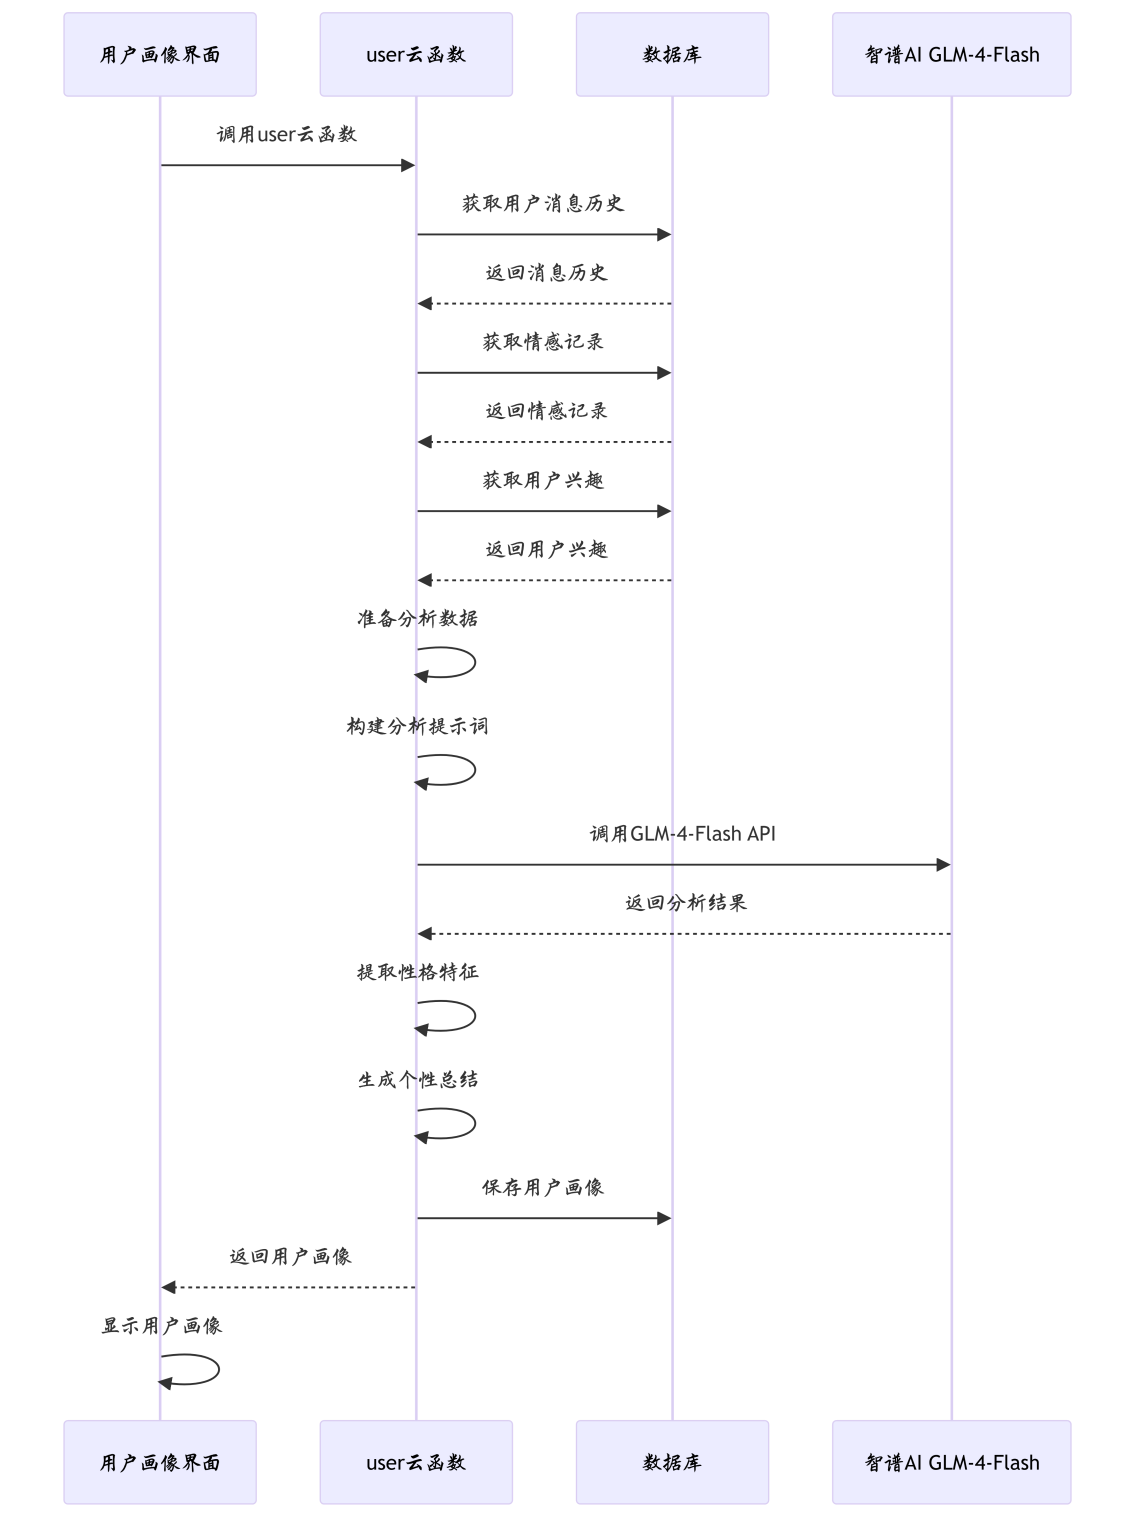 用户画像界面
user云函数
数据库
智谱AI GLM-4-Flash
调用user云函数
获取用户消息历史
返回消息历史
获取情感记录
返回情感记录
获取用户兴趣
返回用户兴趣
准备分析数据
构建分析提示词
调用GLM-4-Flash API
返回分析结果
提取性格特征
生成个性总结
保存用户画像
返回用户画像
显示用户画像
用户画像界面
user云函数
数据库
智谱AI GLM-4-Flash